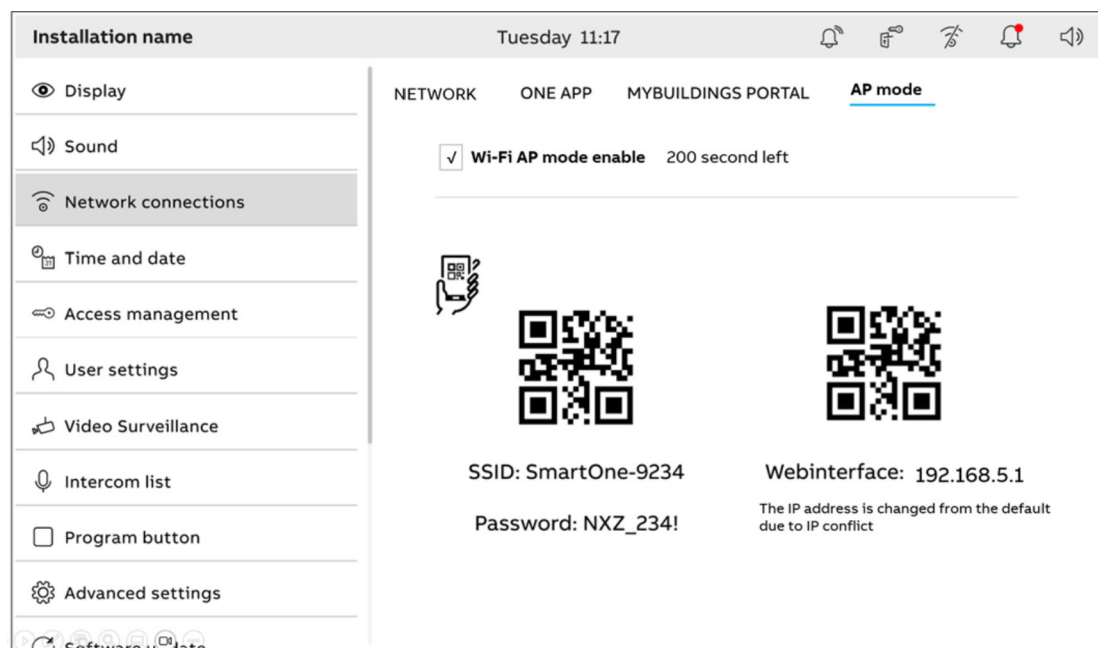 Installation name
Tuesday 11:17
Display
Sound
Network connections
Time and date
Access management
User settings
Video Surveillance
Intercom list
Program button
Advanced settings
Software update
NETWORK ONE APP MYBUILDINGS PORTAL AP mode
√ Wi-Fi AP mode enable 200 second left
SSID: SmartOne-9234
Password: NXZ_234!
Webinterface: 192.168.5.1
The IP address is changed from the default
due to IP conflict